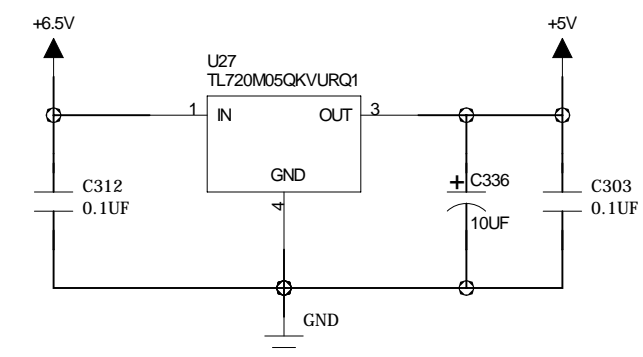 +6.5V
+5V
U27
TL720M05QKVURQ1
1
IN
OUT
3
GND
4
C312
0.1UF
+
C336
10UF
C303
0.1UF
GND